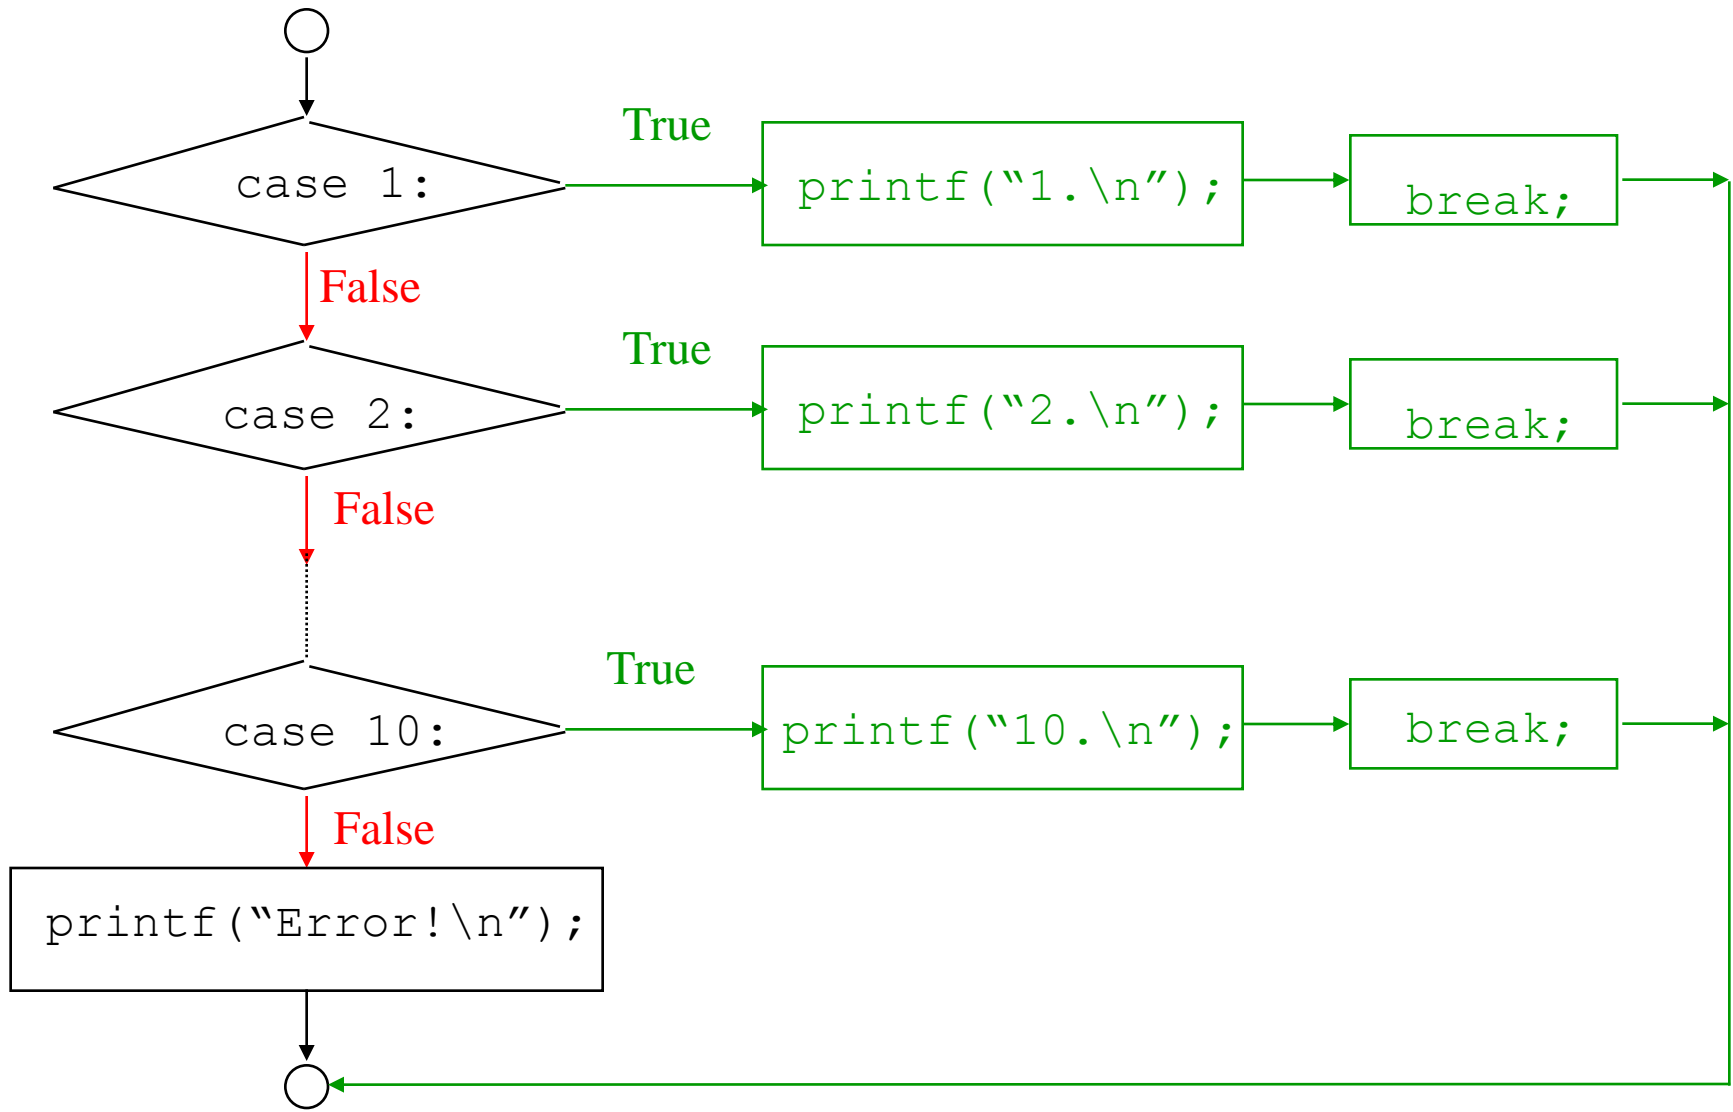 True
case 1:
printf(“1.\n”);
break;
False
True
case 2:
printf(“2.\n”);
break;
False
True
case 10:
printf(“10.\n”);
break;
False
printf(“Error!\n”);